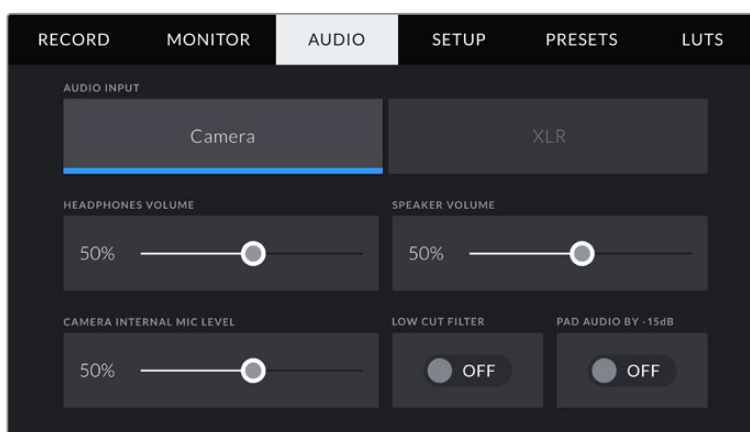 RECORD MONITOR AUDIO SETUP PRESETS LUTS
AUDIO INPUT
Camera XLR
HEADPHONES VOLUME SPEAKER VOLUME
50% 50%
CAMERA INTERNAL MIC LEVEL LOW CUT FILTER PAD AUDIO BY -15dB
50% OFF OFF